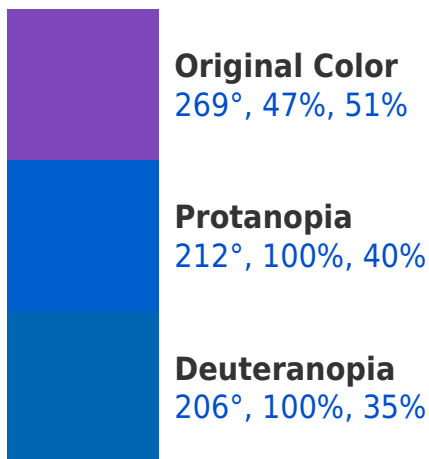 Original Color
269°, 47%, 51%
Protanopia
212°, 100%, 40%
Deuteranopia
206°, 100%, 35%